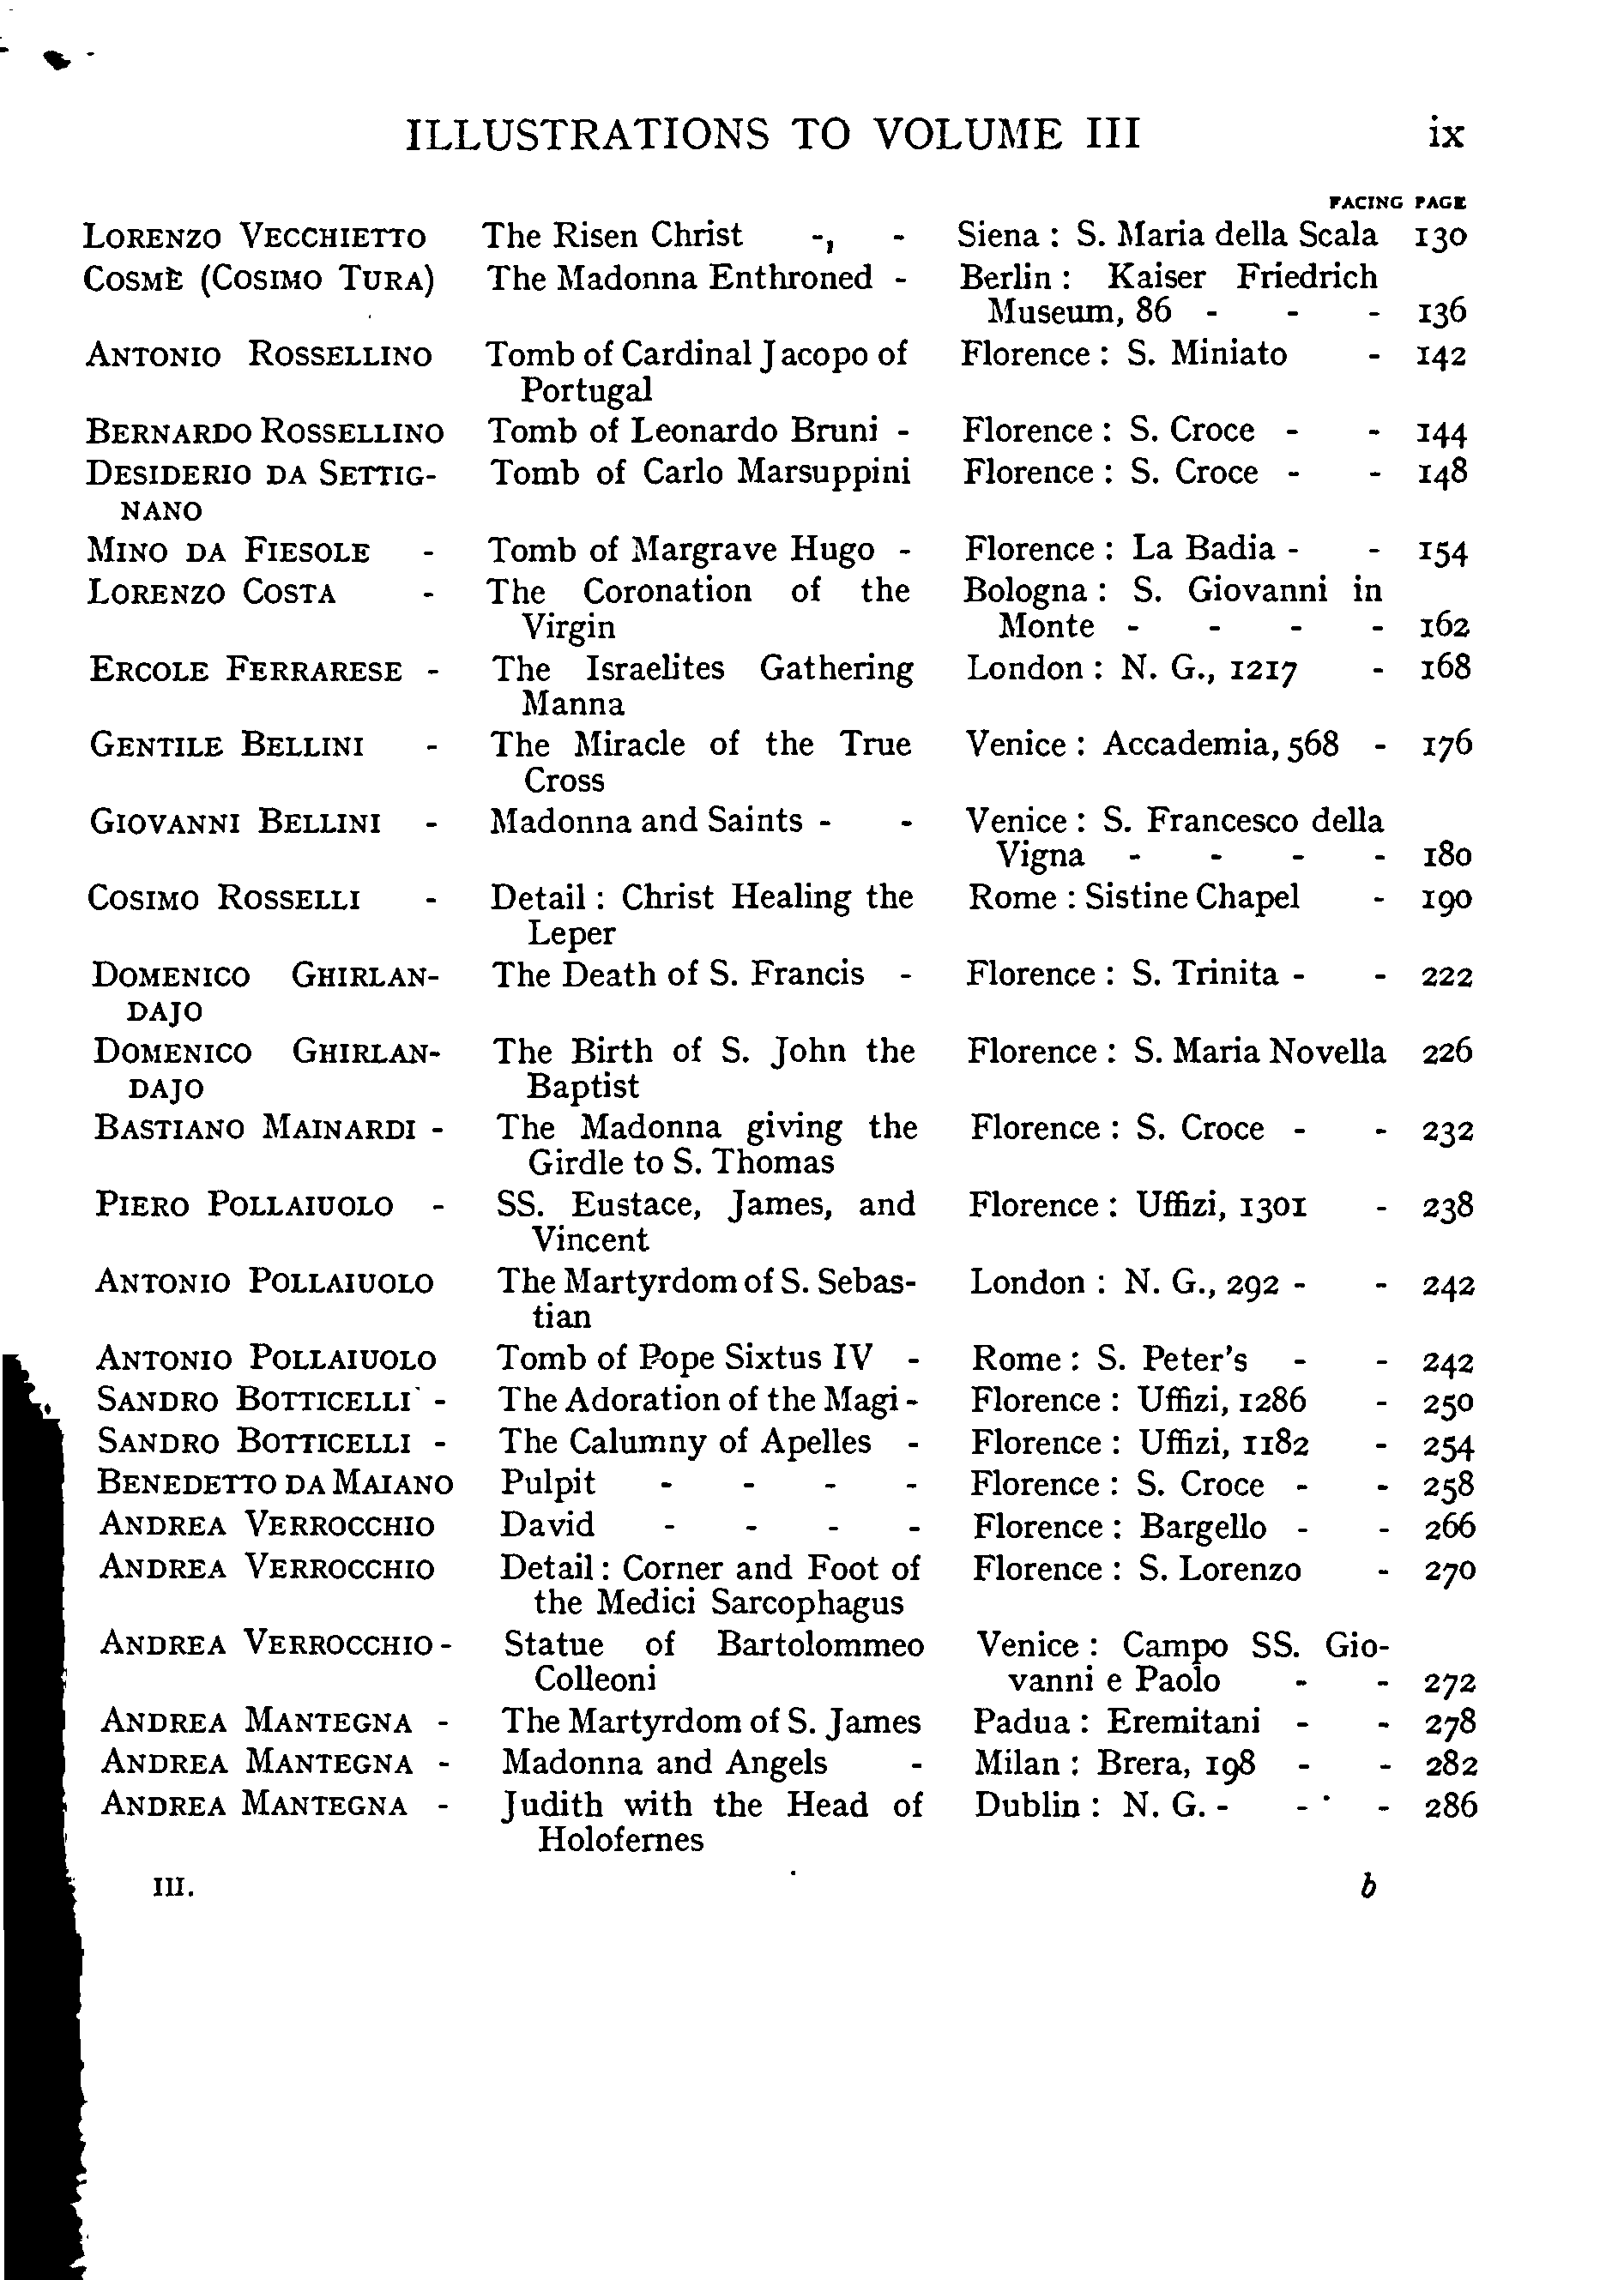 ILLUSTRATIONS TO VOLUME III ix
FACING PAGE
LORENZO VECCHIETTO The Risen Christ -, - Siena : S. Maria della Scala 130
COSMÈ (COSIMO TURA) The Madonna Enthroned - Berlin : Kaiser Friedrich
Museum, 86 - - - 136
ANTONIO ROSSELLINO Tomb of Cardinal Jacopo of Florence : S. Miniato - 142
Portugal
BERNARDO ROSSELLINO Tomb of Leonardo Bruni - Florence : S. Croce - - 144
DESIDERIO DA SETTIG- Tomb of Carlo Marsuppini Florence : S. Croce - - 148
NANO
MINO DA FIESOLE - Tomb of Margrave Hugo - Florence : La Badia - - 154
LORENZO COSTA - The Coronation of the Bologna : S. Giovanni in
Virgin Monte - - - - 162
ERCOLE FERRARESE - The Israelites Gathering London : N. G., 1217 - 168
Manna
GENTILE BELLINI - The Miracle of the True Venice : Accademia, 568 - 176
Cross
GIOVANNI BELLINI - Madonna and Saints - - Venice : S. Francesco della
Vigna - - - - 180
COSIMO ROSSELLI - Detail : Christ Healing the Rome : Sistine Chapel - 190
Leper
DOMENICO GHIRLAN- The Death of S. Francis - Florence : S. Trinita - - 222
DAJO
DOMENICO GHIRLAN- The Birth of S. John the Florence : S. Maria Novella 226
DAJO Baptist
BASTIANO MAINARDI - The Madonna giving the Florence : S. Croce - - 232
Girdle to S. Thomas
PIERO POLLAIUOLO - SS. Eustace, James, and Florence : Uffizi, 1301 - 238
Vincent
ANTONIO POLLAIUOLO The Martyrdom of S. Sebas- London : N. G., 292 - - 242
tian
ANTONIO POLLAIUOLO Tomb of Pope Sixtus IV - Rome : S. Peter's - - 242
SANDRO BOTTICELLI - The Adoration of the Magi - Florence : Uffizi, 1286 - 250
SANDRO BOTTICELLI - The Calumny of Apelles - Florence : Uffizi, 1182 - 254
BENEDETTO DA MAIANO Pulpit - - - - Florence : S. Croce - - 258
ANDREA VERROCCHIO David - - - - Florence : Bargello - - 266
ANDREA VERROCCHIO Detail : Corner and Foot of Florence : S. Lorenzo - 270
the Medici Sarcophagus
ANDREA VERROCCHIO - Statue of Bartolommeo Venice : Campo SS. Gio-
Colleoni vanni e Paolo - - 272
ANDREA MANTEGNA - The Martyrdom of S. James Padua : Eremitani - - 278
ANDREA MANTEGNA - Madonna and Angels - Milan : Brera, 198 - - 282
ANDREA MANTEGNA - Judith with the Head of Dublin : N. G. - - - 286
Holofernes
III. b